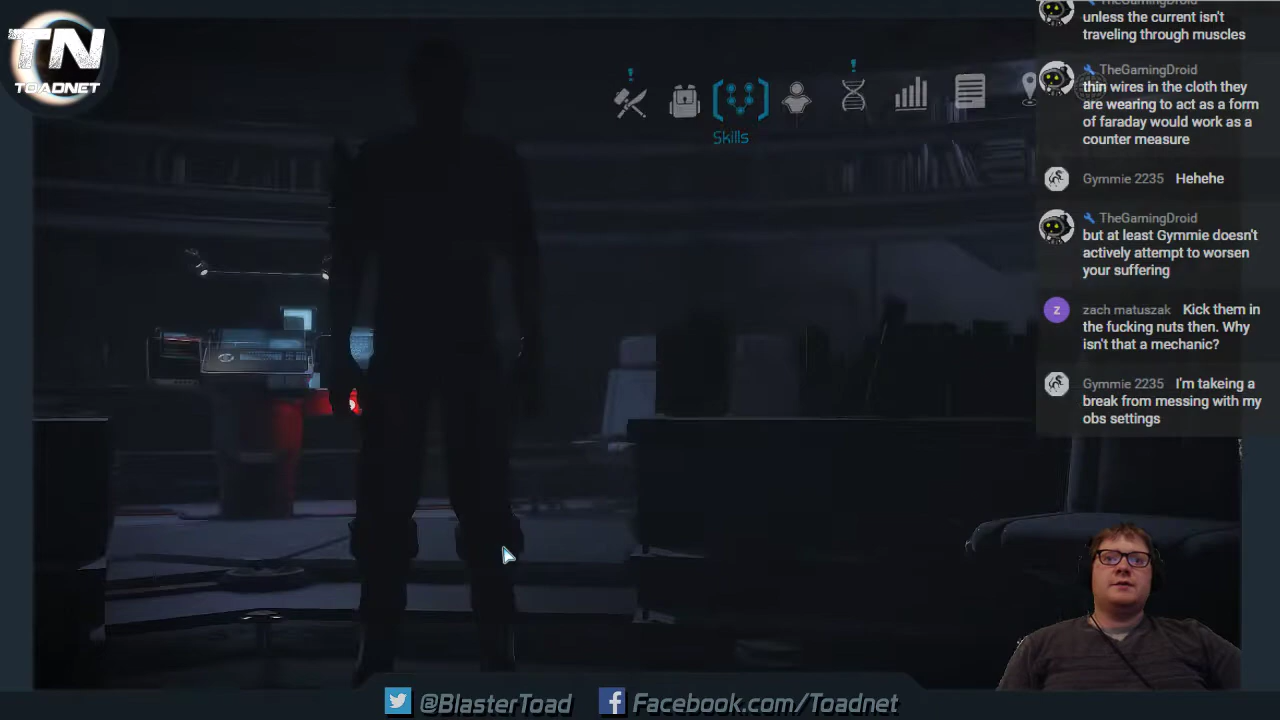 TN
TOADNET
Skills
TheGamingDroid
unless the current isn't
traveling through muscles
TheGamingDroid
thin wires in the cloth they
are wearing to act as a form
of faraday would work as a
counter measure
Gymmie 2235 Hehehe
TheGamingDroid
but at least Gymmie doesn't
actively attempt to worsen
your suffering
z
zach matuszak Kick them in
the fucking nuts then. Why
isn't that a mechanic?
Gymmie 2235 I'm takeing a
break from messing with my
obs settings
@BlasterToad
Facebook.com/Toadnet